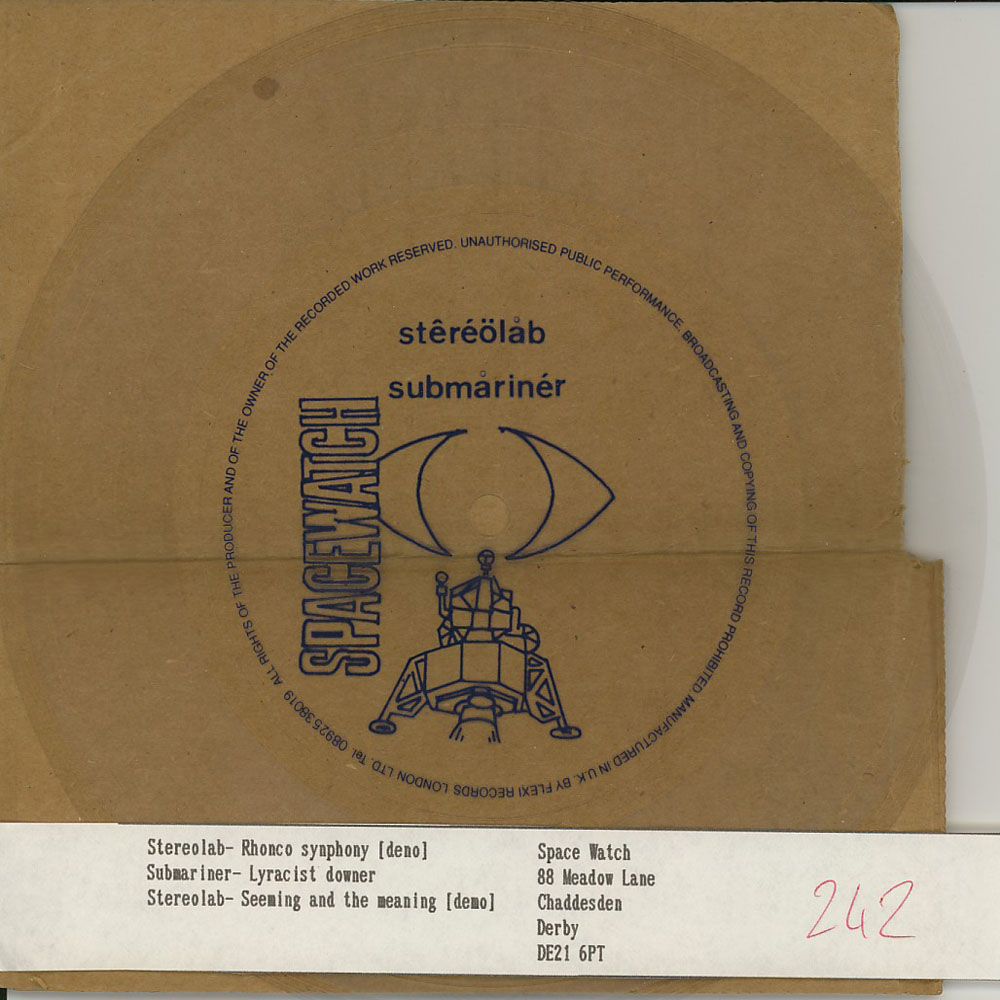 ALL RIGHTS OF THE PRODUCER AND OF THE OWNER OF THE RECORDED WORK RESERVED. UNAUTHORISED PUBLIC PERFORMANCE. BROADCASTING AND COPYING OF THIS RECORD PROHIBITED MANUFACTURED IN U.K. BY FLEXI RECORDS LONDON LTD. Tel. 08925 38019
stêréölåb
submårinér
SPACEWATCH
Stereolab- Rhonco synphony [deno]
Submariner- Lyracist downer
Stereolab- Seeming and the meaning [demo]
Space Watch
88 Meadow Lane
Chaddesden
Derby
DE21 6PT
242